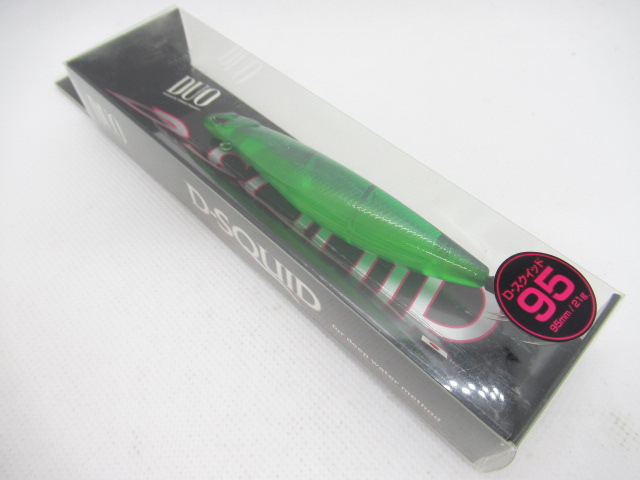 DUO
D-SQUID
for deep water method
D-スクイッド
95
95mm/21g